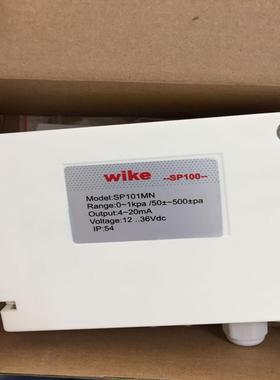 wike --SP100--
Model:SP101MN
Range:0~1kpa /50±~500±pa
Output:4~20mA
Voltage:12 ..36Vdc
IP:54